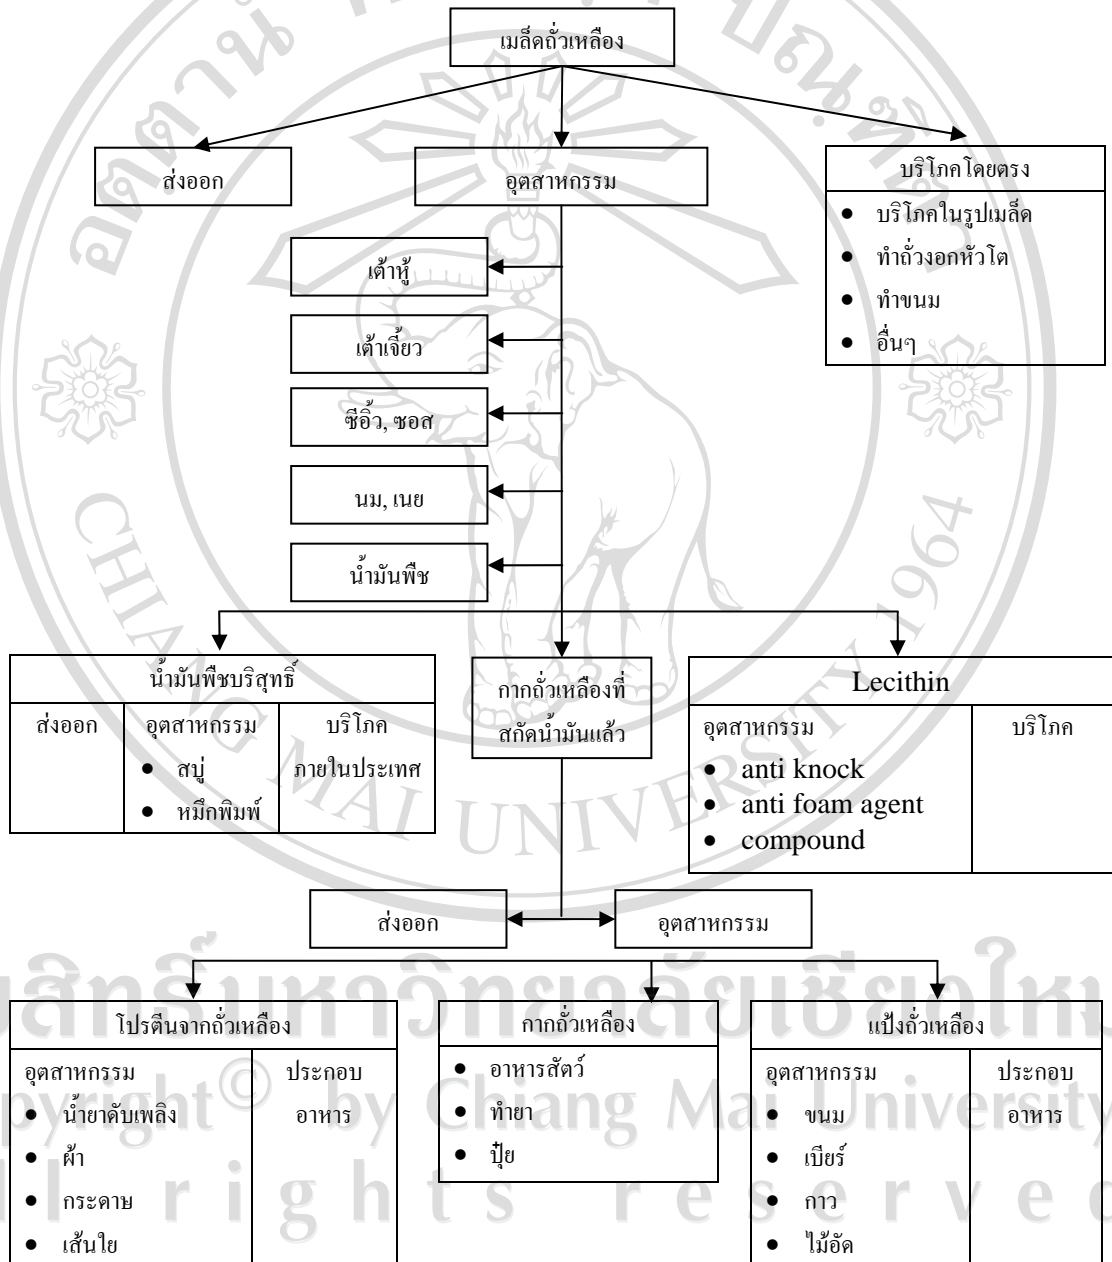 เมล็ดถั่วเหลือง
ส่งออก
อุตสาหกรรม
บริโภคโดยตรง
● บริโภคในรูปเมล็ด
● ทำถั่วงอกหัวโต
● ทำขนม
● อื่นๆ
เต้าหู้
เต้าเจี้ยว
ซีอิ้ว, ซอส
นม, เนย
น้ำมันพืช
น้ำมันพืชบริสุทธิ์
ส่งออก
อุตสาหกรรม
● สบู่
● หมึกพิมพ์
บริโภค
ภายในประเทศ
กากถั่วเหลืองที่
สกัดน้ำมันแล้ว
Lecithin
อุตสาหกรรม
● anti knock
● anti foam agent
● compound
บริโภค
ส่งออก
อุตสาหกรรม
โปรตีนจากถั่วเหลือง
อุตสาหกรรม
● น้ำยาดับเพลิง
● ผ้า
● กระดาษ
● เส้นใย
ประกอบ
อาหาร
กากถั่วเหลือง
● อาหารสัตว์
● ทำยา
● ปุ๋ย
แป้งถั่วเหลือง
อุตสาหกรรม
● ขนม
● เบียร์
● กาว
● ไม้อัด
ประกอบ
อาหาร
CHIANG MAI UNIVERSITY 1964
ยสิทธิ์มหาวิทยาลัยเชียงใหม
pyright © by Chiang Mai University
ll rights reserved